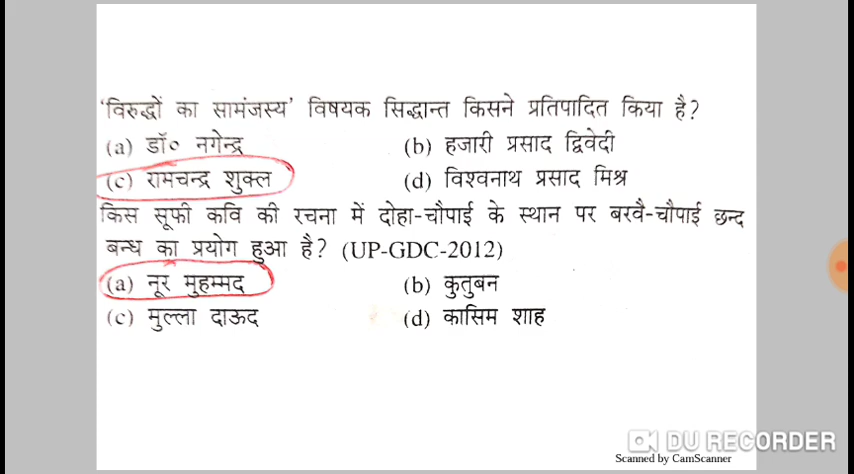 'विरुद्धों का सामंजस्य' विषयक सिद्धान्त किसने प्रतिपादित किया है?
(a) डॉ० नगेन्द्र (b) हजारी प्रसाद द्विवेदी
(c) रामचन्द्र शुक्ल (d) विश्वनाथ प्रसाद मिश्र
किस सूफी कवि की रचना में दोहा-चौपाई के स्थान पर बरवै-चौपाई छन्द
बन्ध का प्रयोग हुआ है? (UP-GDC-2012)
(a) नूर मुहम्मद (b) कुतुबन
(c) मुल्ला दाऊद (d) कासिम शाह
DU RECORDER
Scanned by CamScanner